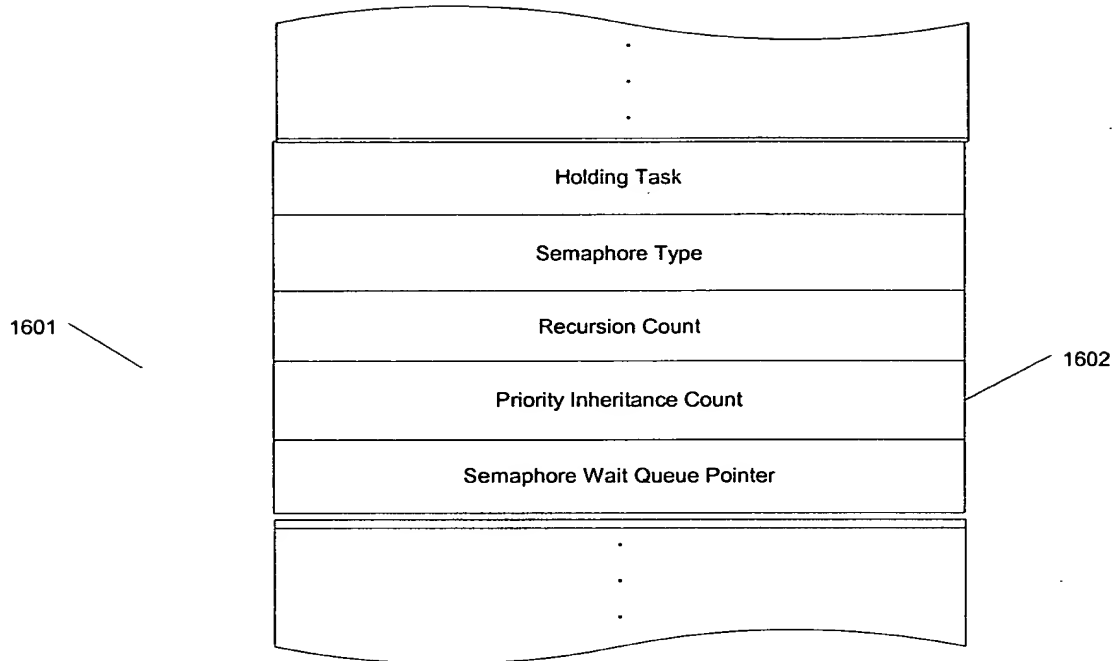 Holding Task
Semaphore Type
Recursion Count
1601
1602
Priority Inheritance Count
Semaphore Wait Queue Pointer